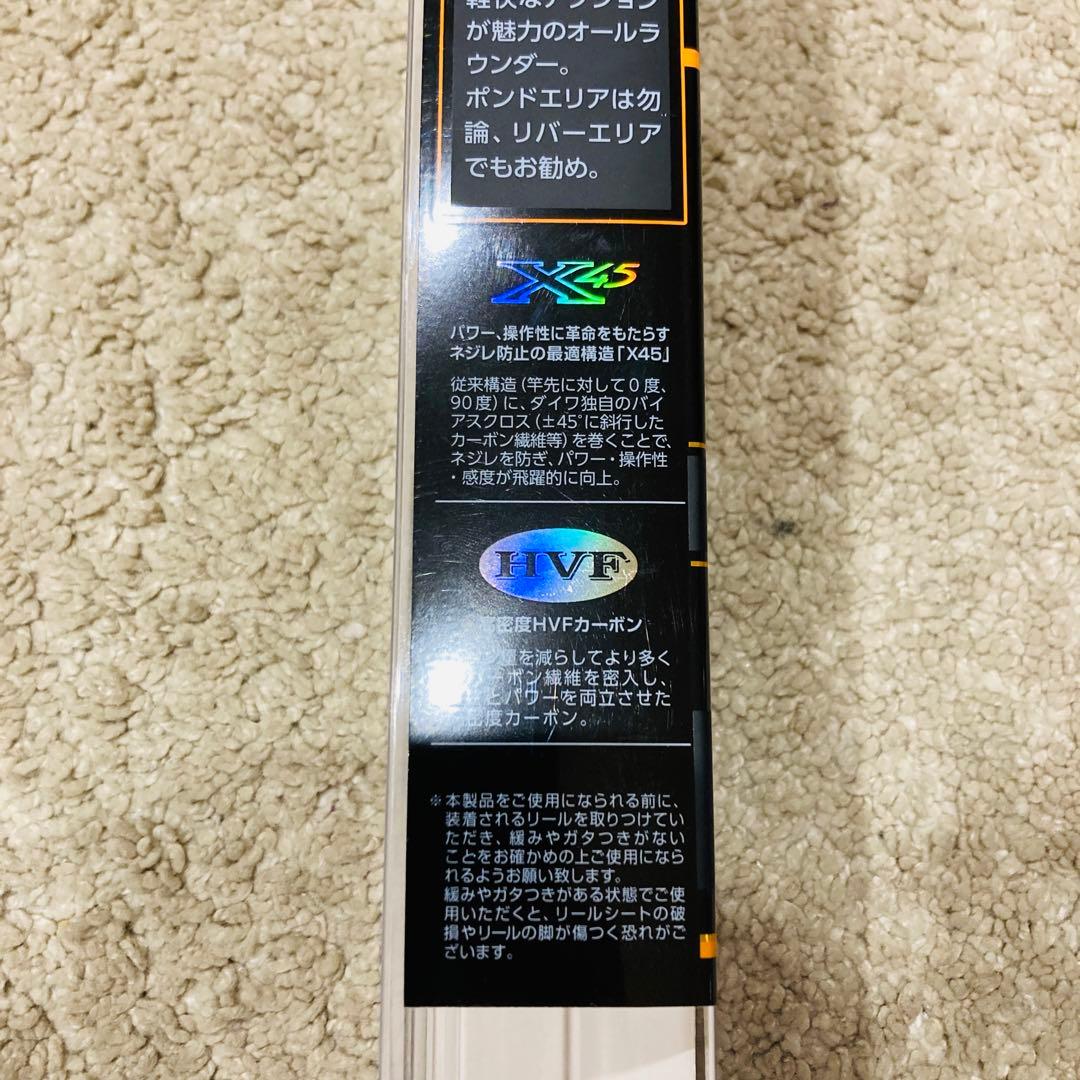 軽快なアクション
が魅力のオールラ
ウンダー。
ポンドエリアは勿
論、リバーエリア
でもお勧め。
X45
パワー、操作性に革命をもたらす
ネジレ防止の最適構造「X45」
従来構造(竿先に対して0度、
90度)に、ダイワ独自のバイ
アスクロス(±45°に斜行した
カーボン繊維等)を巻くことで、
ネジレを防ぎ、パワー・操作性
・感度が飛躍的に向上。
HVF
高密度HVFカーボン
を減らしてより多く
ボン繊維を密入し、
とパワーを両立させた
密度カーボン。
※本製品をご使用になられる前に、
装着されるリールを取りつけてい
ただき、緩みやガタつきがない
ことをお確かめの上ご使用になら
れるようお願い致します。
緩みやガタつきがある状態でご使
用いただくと、リールシートの破
損やリールの脚が傷つく恐れがご
ざいます。